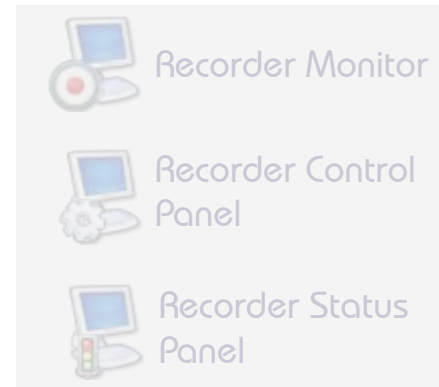 Recorder Monitor
Recorder Control
Panel
Recorder Status
Panel